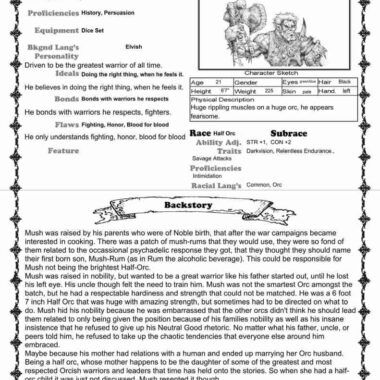 Proficiencies History, Persuasion
Equipment Dice Set
Bkgnd Lang's Elvish
Personality
Driven to be the greatest warrior of all time.
Ideals Doing the right thing, when he feels it.
He believes in doing the right thing, when he feels it.
Bonds Bonds with warriors he respects
He bonds with warriors he respects, fighters.
Flaws Fighting, Honor, Blood for blood
He only understands fighting, honor, blood for blood
Feature
Character Sketch
Age 21 Gender Eyes Hair Black
Height 6'7" Weight 225 Skin pale Hand. left
Physical Description
Huge rippling muscles on a huge orc, he appears
fearsome.
Race Half Orc Subrace
Ability Adj. STR +1, CON +2
Traits Darkvision, Relentless Endurance,
Savage Attacks
Proficiencies
Intimidation
Racial Lang's Common, Orc
Backstory
Mush was raised by his parents who were of Noble birth, that after the war campaigns became
interested in cooking. There was a patch of mush-rums that they would use, they were so fond of
them related to the occassional psychadelic response they got, that they thought they should name
their first born son, Mush-Rum (as in Rum the alcoholic beverage). This could be responsible for
Mush not being the brightest Half-Orc.
Mush was raised in nobility, but wanted to be a great warrior like his father started out, until he lost
his left eye. His uncle though felt the need to train him. Mush was not the smartest Orc amongst the
batch, but he had a respectable hardiness and strength that could not be matched. He was a 6 foot
7 inch Half Orc that was huge with amazing strength, but sometimes had to be directed on what to
do. Mush hid his nobility because he was embarrassed that the other orcs didn't think he should lead
them related to only being given the position because of his families nobility as well as his insane
insistence that he refused to give up his Neutral Good rhetoric. No matter what his father, uncle, or
peers told him, he refused to take up the chaotic tendencies that everyone else around him
embraced.
Maybe because his mother had relations with a human and ended up marrying her Orc husband.
Being a half orc, whose mother happens to be the daughter of some of the greatest and most
respected Orcish warriors and leaders that time has held onto the stories. So when she had a half-
orc child it was just not discussed. Mush resented it though.